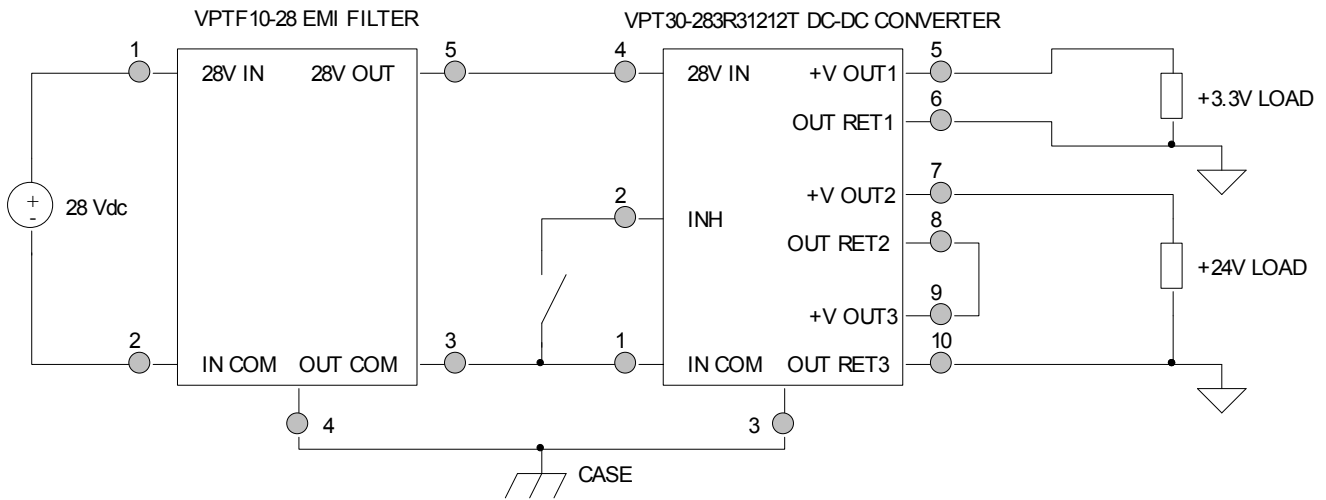 VPTF10-28 EMI FILTER
VPT30-283R31212T DC-DC CONVERTER
1
28V IN
28V OUT
5
4
28V IN
+V OUT1
5
+3.3V LOAD
OUT RET1
6
+
-
28 Vdc
2
INH
+V OUT2
7
OUT RET2
8
+24V LOAD
+V OUT3
9
2
IN COM
OUT COM
3
1
IN COM
OUT RET3
10
4
3
CASE